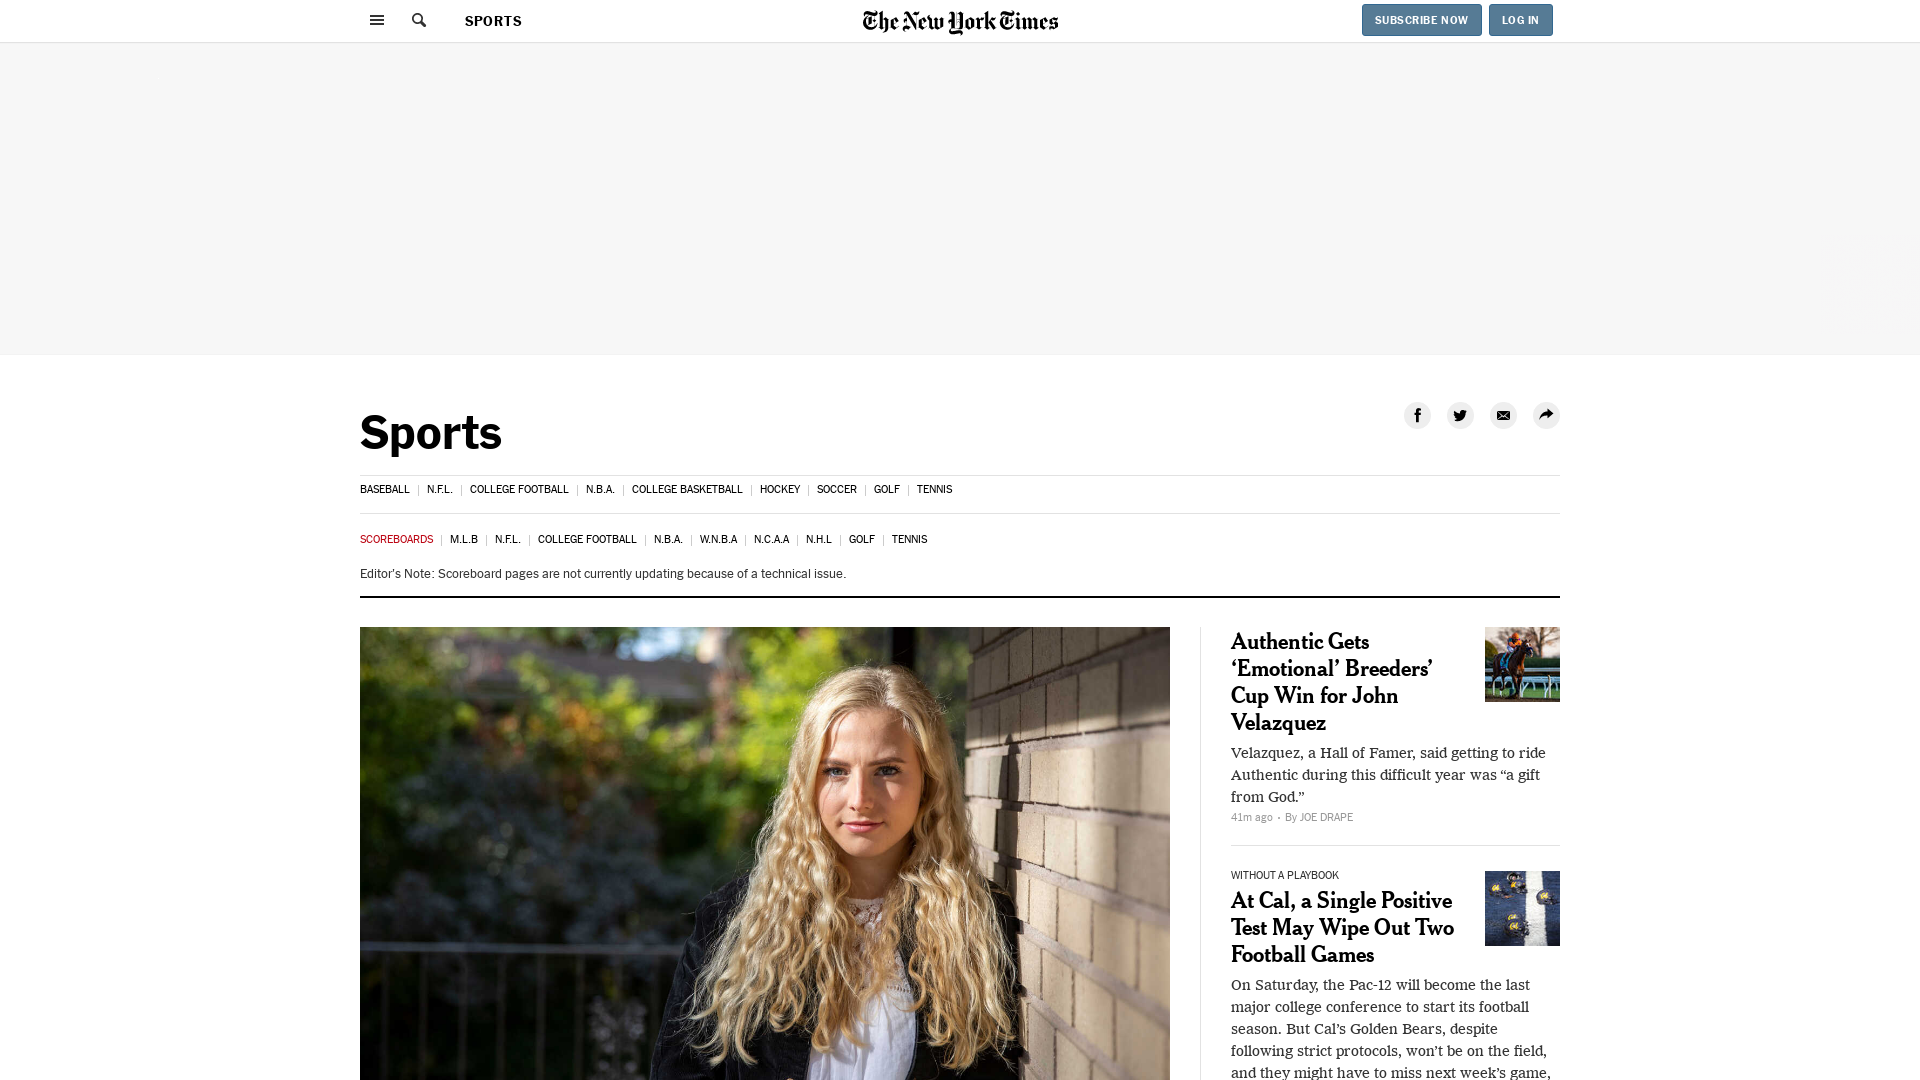 SPORTS
The New York Times
SUBSCRIBE NOW
LOG IN
Sports
BASEBALL
N.F.L.
COLLEGE FOOTBALL
N.B.A.
COLLEGE BASKETBALL
HOCKEY
SOCCER
GOLF
TENNIS
SCOREBOARDS
M.L.B
N.F.L.
COLLEGE FOOTBALL
N.B.A.
W.N.B.A
N.C.A.A
N.H.L
GOLF
TENNIS
Editor's Note: Scoreboard pages are not currently updating because of a technical issue.
Authentic Gets
‘Emotional’ Breeders’
Cup Win for John
Velazquez
Velazquez, a Hall of Famer, said getting to ride
Authentic during this difficult year was “a gift
from God.”
41m ago • By JOE DRAPE
WITHOUT A PLAYBOOK
At Cal, a Single Positive
Test May Wipe Out Two
Football Games
On Saturday, the Pac-12 will become the last
major college conference to start its football
season. But Cal’s Golden Bears, despite
following strict protocols, won’t be on the field,
and they might have to miss next week’s game,